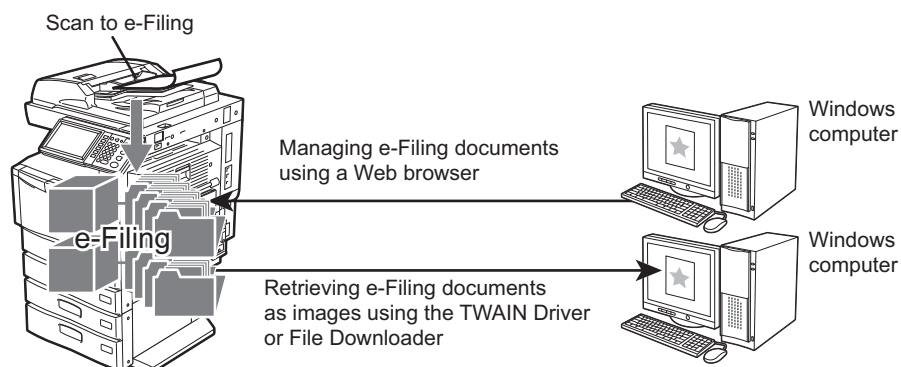 Scan to e-Filing
Managing e-Filing documents
using a Web browser
Windows
computer
e-Filing
Retrieving e-Filing documents
as images using the TWAIN Driver
or File Downloader
Windows
computer